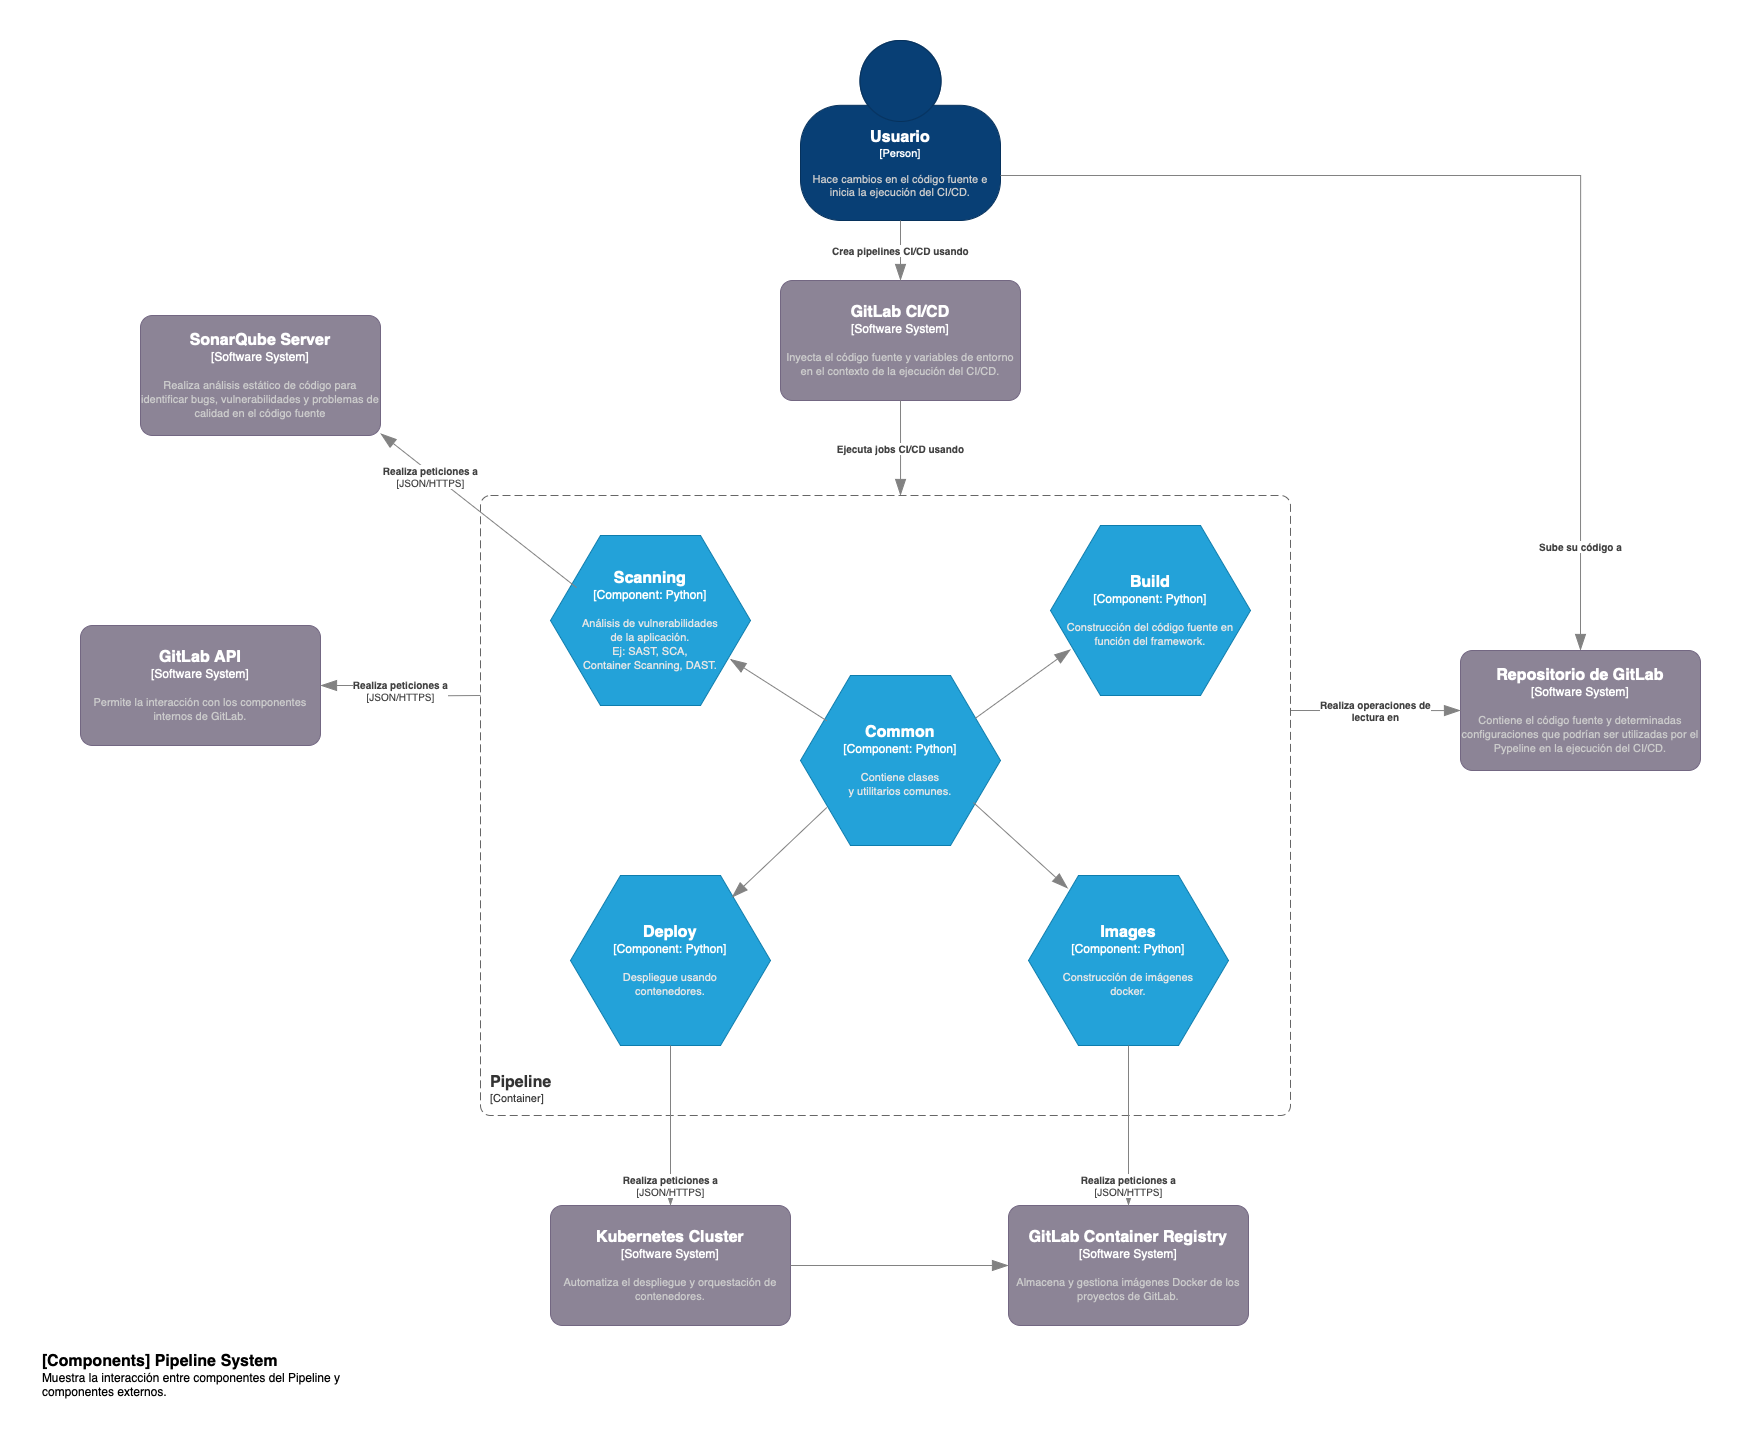 Usuario
[Person]
Hace cambios en el código fuente e
inicia la ejecución del CI/CD.
Crea pipelines CI/CD usando
GitLab CI/CD
[Software System]
Inyecta el código fuente y variables de entorno
en el contexto de la ejecución del CI/CD.
SonarQube Server
[Software System]
Realiza análisis estático de código para
identificar bugs, vulnerabilidades y problemas de
calidad en el código fuente
Ejecuta jobs CI/CD usando
Realiza peticiones a
[JSON/HTTPS]
Sube su código a
Scanning
[Component: Python]
Análisis de vulnerabilidades
de la aplicación.
Ej: SAST, SCA,
Container Scanning, DAST.
Build
[Component: Python]
Construcción del código fuente en
función del framework.
GitLab API
[Software System]
Permite la interacción con los componentes
internos de GitLab.
Realiza peticiones a
[JSON/HTTPS]
Common
[Component: Python]
Contiene clases
y utilitarios comunes.
Realiza operaciones de
lectura en
Repositorio de GitLab
[Software System]
Contiene el código fuente y determinadas
configuraciones que podrían ser utilizadas por el
Pypeline en la ejecución del CI/CD.
Deploy
[Component: Python]
Despliegue usando
contenedores.
Images
[Component: Python]
Construcción de imágenes
docker.
Pipeline
[Container]
Realiza peticiones a
[JSON/HTTPS]
Realiza peticiones a
[JSON/HTTPS]
Kubernetes Cluster
[Software System]
Automatiza el despliegue y orquestación de
contenedores.
GitLab Container Registry
[Software System]
Almacena y gestiona imágenes Docker de los
proyectos de GitLab.
[Components] Pipeline System
Muestra la interacción entre componentes del Pipeline y
componentes externos.